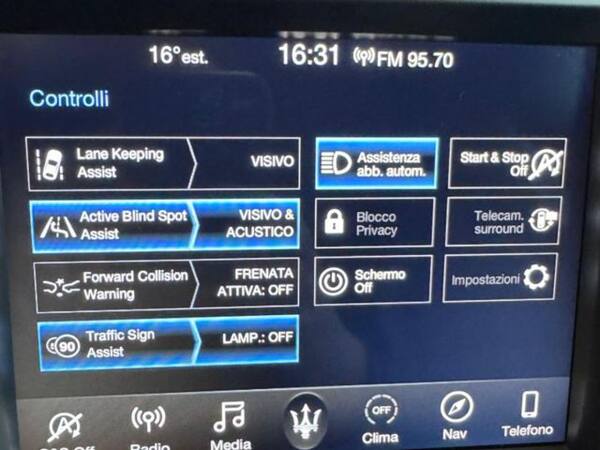 16° est.
16:31
FM 95.70
Controlli
Lane Keeping
Assist
VISIVO
Active Blind Spot
Assist
VISIVO &
ACUSTICO
Forward Collision
Warning
FRENATA
ATTIVA: OFF
90
Traffic Sign
Assist
LAMP.: OFF
Assistenza
abb. autom.
Start & Stop
Off
Blocco
Privacy
Telecam.
surround
Schermo
Off
Impostazioni
Off
Radio
Media
OFF
Clima
Nav
Telefono